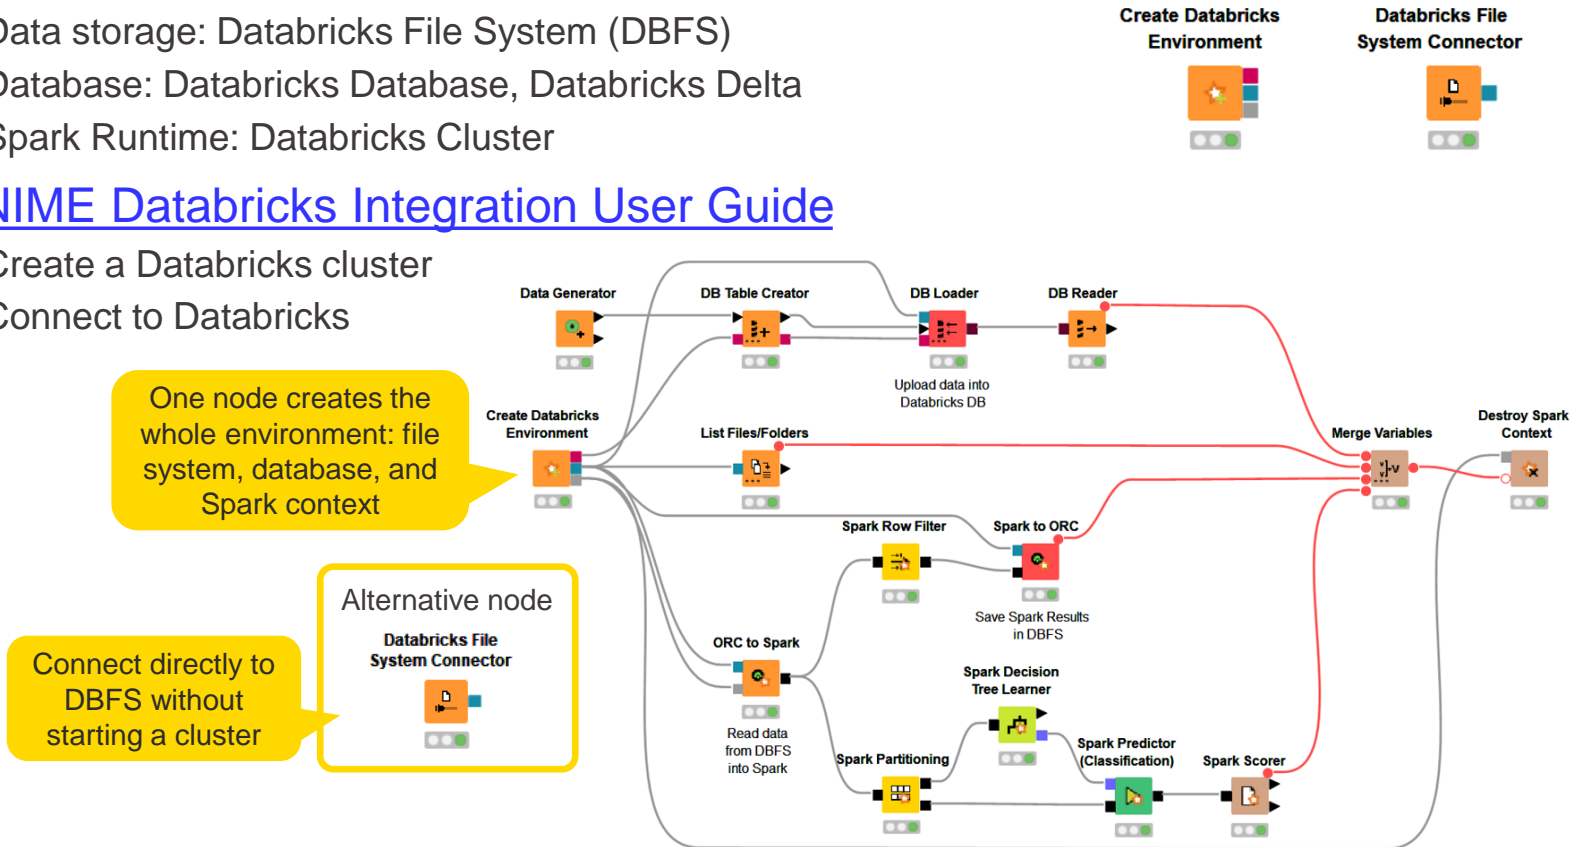 Data storage: Databricks File System (DBFS)
Database: Databricks Database, Databricks Delta
Spark Runtime: Databricks Cluster
NIME Databricks Integration User Guide
Create a Databricks cluster
Connect to Databricks
Create Databricks
Environment
Databricks File
System Connector
Data Generator
DB Table Creator
DB Loader
DB Reader
Upload data into
Databricks DB
One node creates the
whole environment: file
system, database, and
Spark context
Create Databricks
Environment
List Files/Folders
Merge Variables
Destroy Spark
Context
Spark Row Filter
Spark to ORC
Save Spark Results
in DBFS
Alternative node
Databricks File
System Connector
Connect directly to
DBFS without
starting a cluster
ORC to Spark
Read data
from DBFS
into Spark
Spark Decision
Tree Learner
Spark Partitioning
Spark Predictor
(Classification)
Spark Scorer